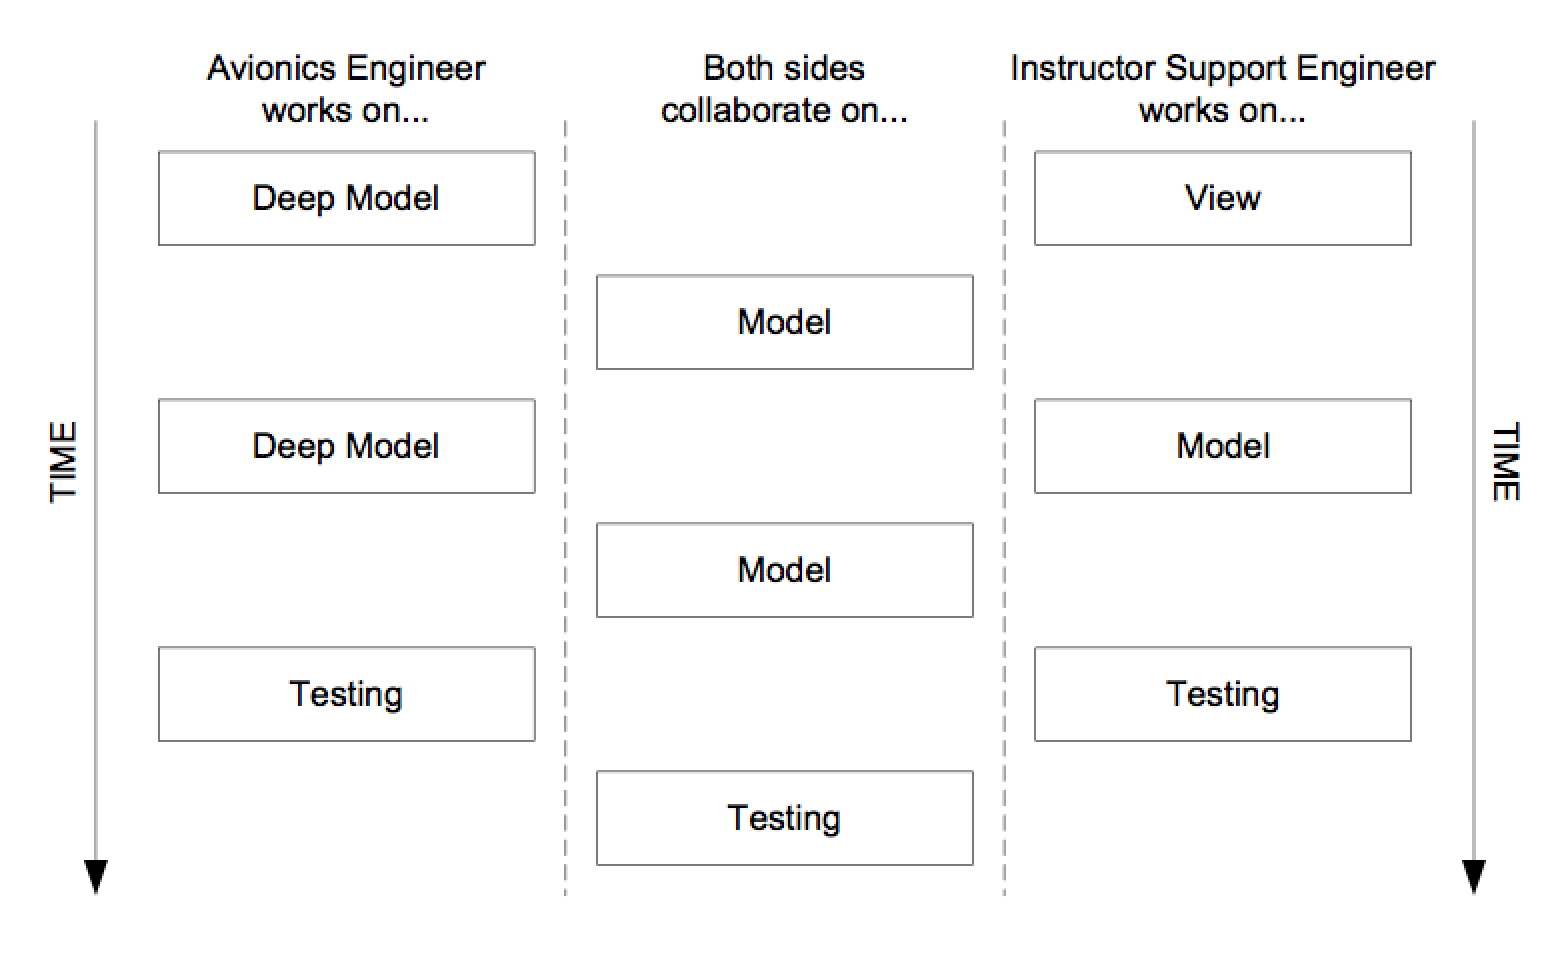 Avionics Engineer
works on...
Both sides
collaborate on...
Instructor Support Engineer
works on...
Deep Model
View
Model
TIME
Deep Model
Model
TIME
Model
Testing
Testing
Testing